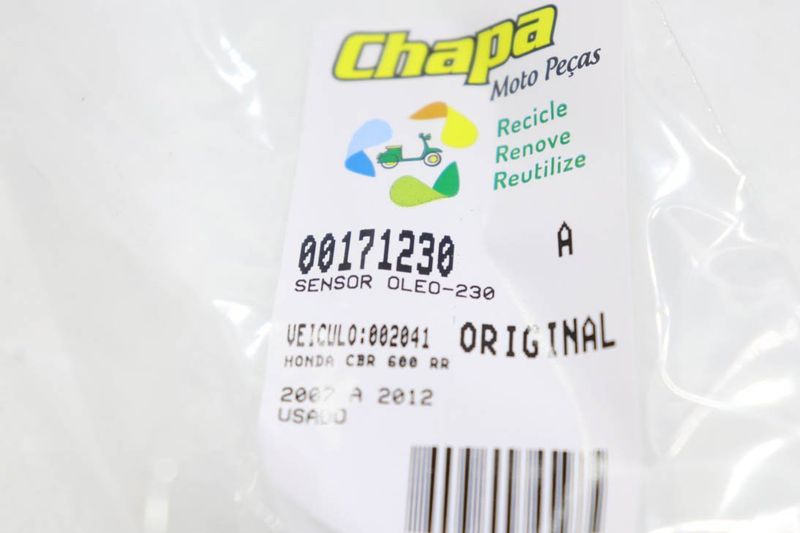 Chapa
Moto Peças
Recicle
Renove
Reutilize
00171230 A
SENSOR OLEO-230
VEICULO:002041 ORIGINAL
HONDA CBR 600 RR
2007 A 2012
USADO